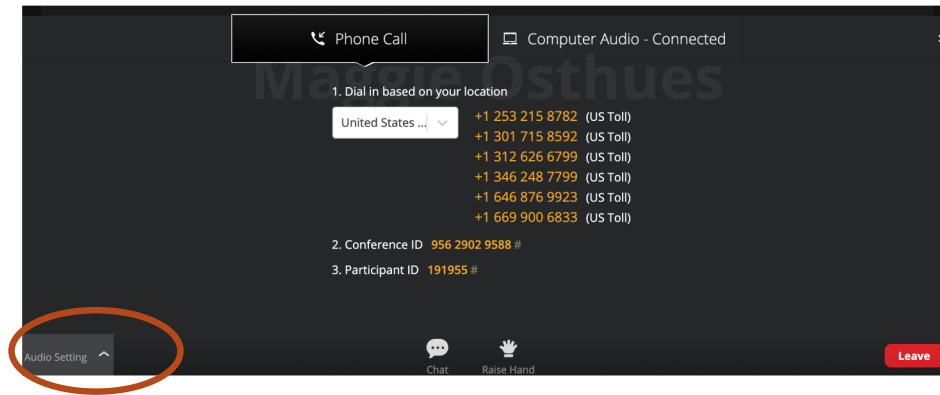 Phone Call
Computer Audio - Connected
Maggie Osthues
1. Dial in based on your location
United States ...
+1 253 215 8782 (US Toll)
+1 301 715 8592 (US Toll)
+1 312 626 6799 (US Toll)
+1 346 248 7799 (US Toll)
+1 646 876 9923 (US Toll)
+1 669 900 6833 (US Toll)
2. Conference ID 956 2902 9588 #
3. Participant ID 191955 #
Audio Setting
Chat
Raise Hand
Leave